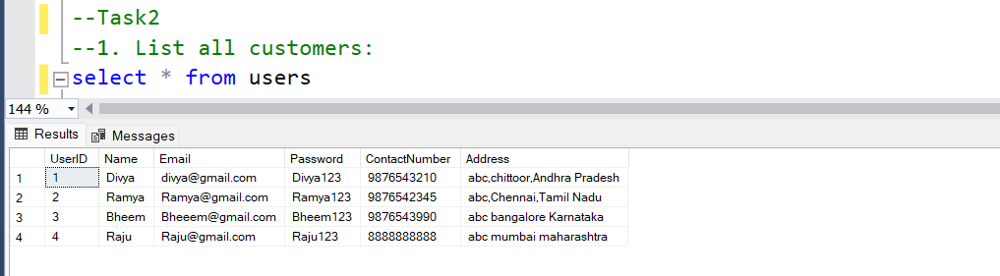 --Task2
--1. List all customers:
select * from users
144 %
Results Messages
UserID Name Email Password ContactNumber Address
1 1 Divya divya@gmail.com Divya123 9876543210 abc,chittoor,Andhra Pradesh
2 2 Ramya Ramya@gmail.com Ramya123 9876542345 abc,Chennai,Tamil Nadu
3 3 Bheem Bheeem@gmail.com Bheem123 9876543990 abc bangalore Karnataka
4 4 Raju Raju@gmail.com Raju123 8888888888 abc mumbai maharashtra